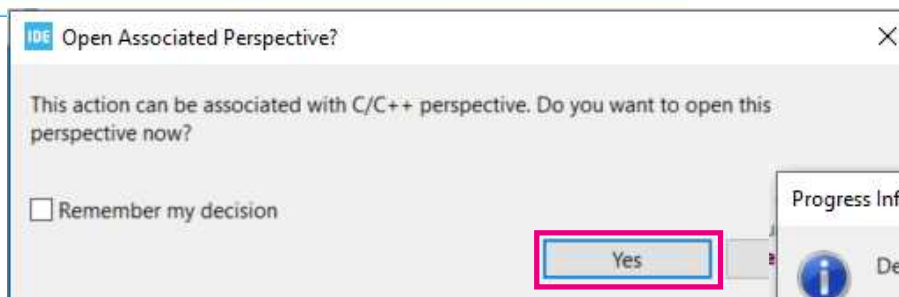 IDE Open Associated Perspective?
This action can be associated with C/C++ perspective. Do you want to open this
perspective now?
Remember my decision
Progress Inf
Yes
De